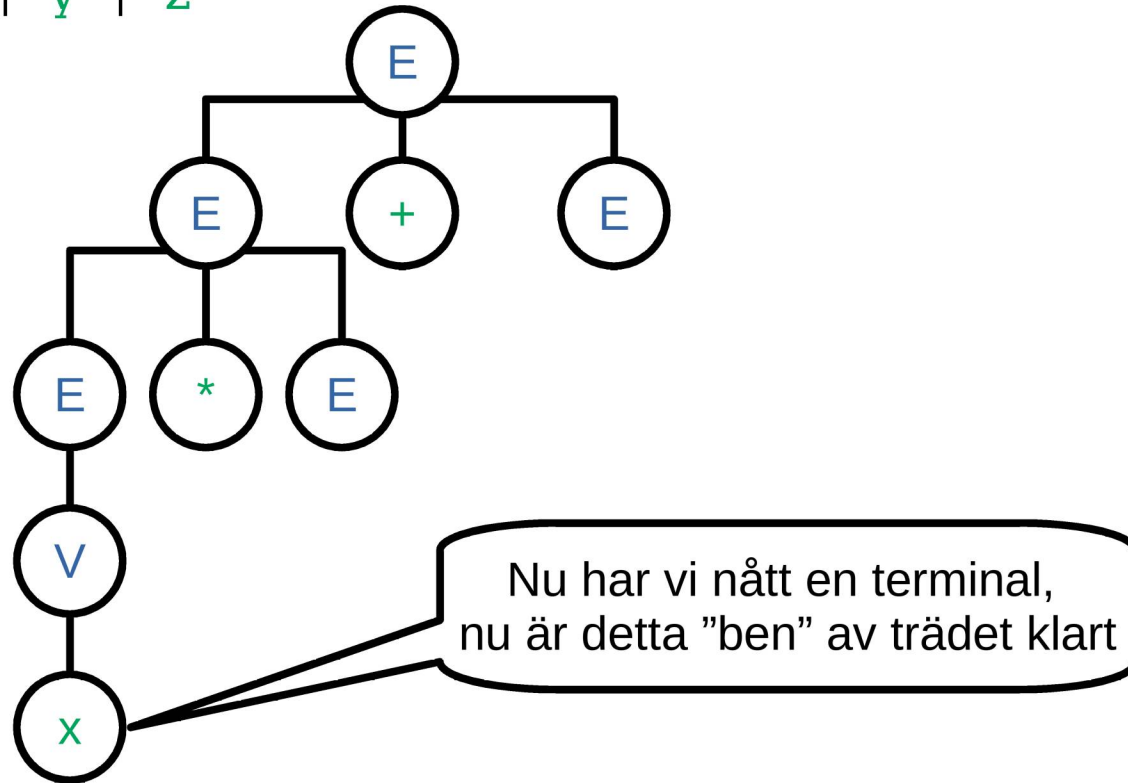 | y | z
E
E + E
E * E
V
Nu har vi nått en terminal,
nu är detta ”ben” av trädet klart
x